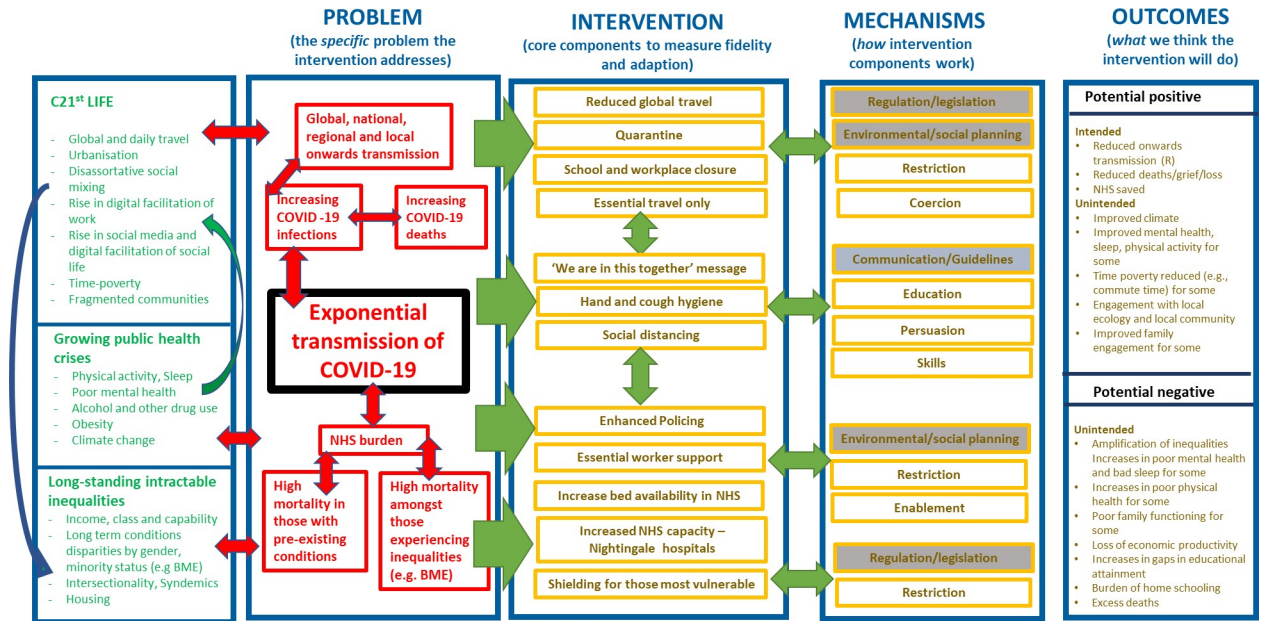 PROBLEM
(the specific problem the
intervention addresses)
INTERVENTION
(core components to measure fidelity
and adaption)
MECHANISMS
(how intervention
components work)
OUTCOMES
(what we think the
intervention will do)
C21st LIFE
- Global and daily travel
- Urbanisation
- Disassortative social
mixing
- Rise in digital facilitation of
work
- Rise in social media and
digital facilitation of social
life
- Time-poverty
- Fragmented communities
Growing public health
crises
- Physical activity, Sleep
- Poor mental health
- Alcohol and other drug use
- Obesity
- Climate change
Long-standing intractable
inequalities
- Income, class and capability
- Long term conditions
disparities by gender,
minority status (e.g BME)
- Intersectionality, Syndemics
- Housing
Global, national,
regional and local
onwards transmission
Increasing
COVID -19
infections
Increasing
COVID-19
deaths
Exponential
transmission of
COVID-19
NHS burden
High
mortality in
those with
pre-existing
conditions
High mortality
amongst
those
experiencing
inequalities
(e.g. BME)
Reduced global travel
Quarantine
School and workplace closure
Essential travel only
‘We are in this together’ message
Hand and cough hygiene
Social distancing
Enhanced Policing
Essential worker support
Increase bed availability in NHS
Increased NHS capacity –
Nightingale hospitals
Shielding for those most vulnerable
Regulation/legislation
Environmental/social planning
Restriction
Coercion
Communication/Guidelines
Education
Persuasion
Skills
Environmental/social planning
Restriction
Enablement
Regulation/legislation
Restriction
Potential positive
Intended
• Reduced onwards
transmission (R)
• Reduced deaths/grief/loss
• NHS saved
Unintended
• Improved climate
• Improved mental health,
sleep, physical activity for
some
• Time poverty reduced (e.g.,
commute time) for some
• Engagement with local
ecology and local community
• Improved family
engagement for some
Potential negative
Unintended
• Amplification of inequalities
Increases in poor mental health
and bad sleep for some
• Increases in poor physical
health for some
• Poor family functioning for
some
• Loss of economic productivity
• Increases in gaps in educational
attainment
• Burden of home schooling
• Excess deaths